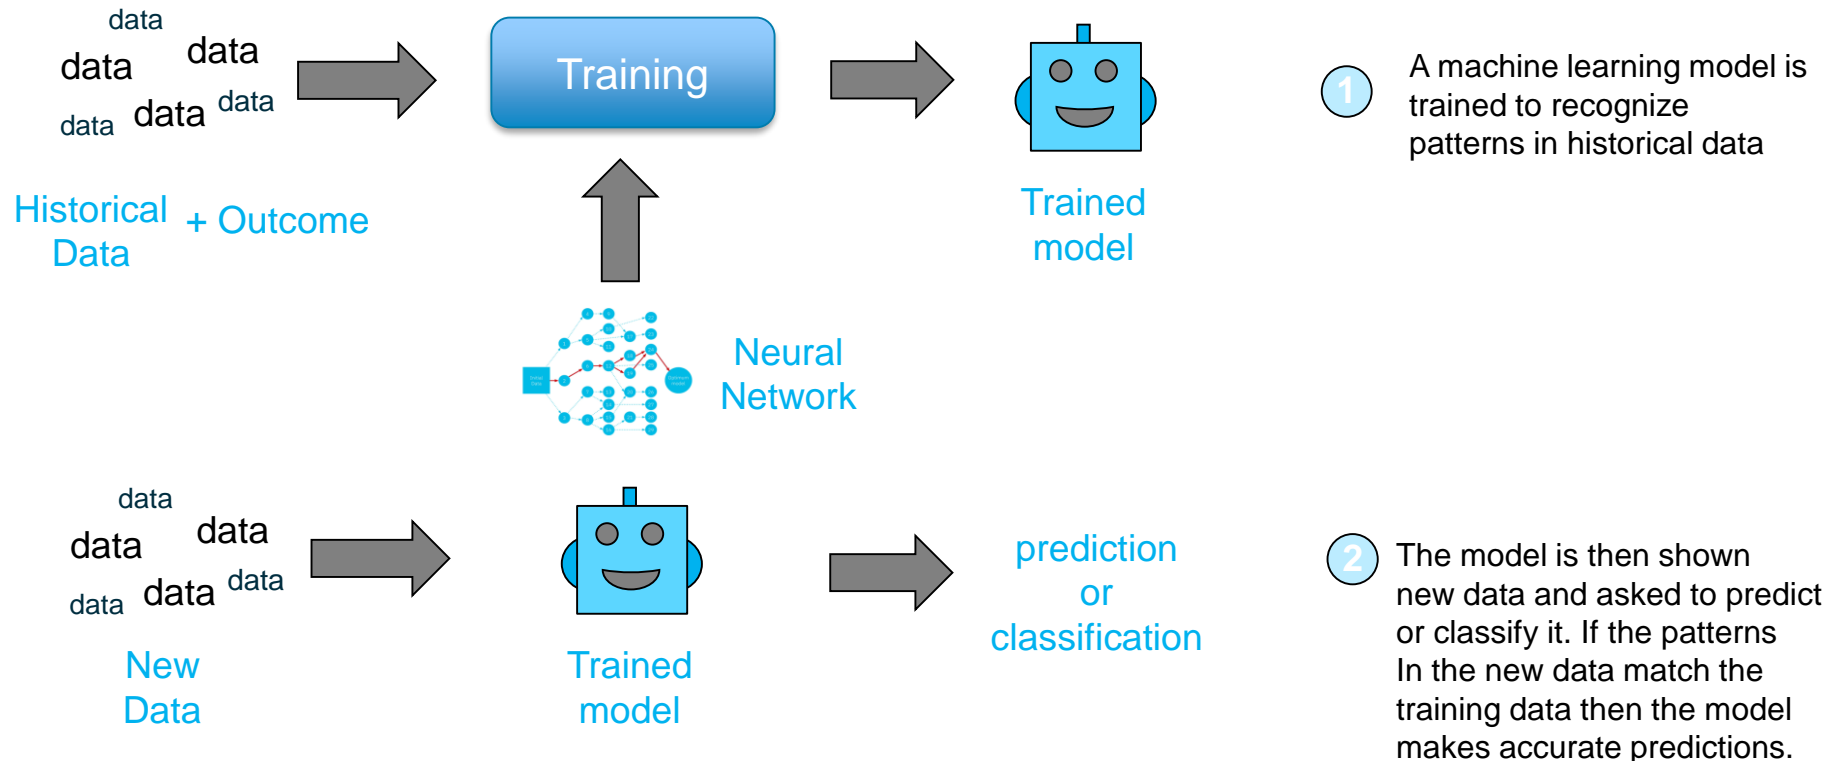 data
data
data
data
data
data
Training
1
A machine learning model is
trained to recognize
patterns in historical data
Historical
Data
+ Outcome
Trained
model
Neural
Network
data
data
data
data
data
data
New
Data
Trained
model
prediction
or
classification
2
The model is then shown
new data and asked to predict
or classify it. If the patterns
In the new data match the
training data then the model
makes accurate predictions.